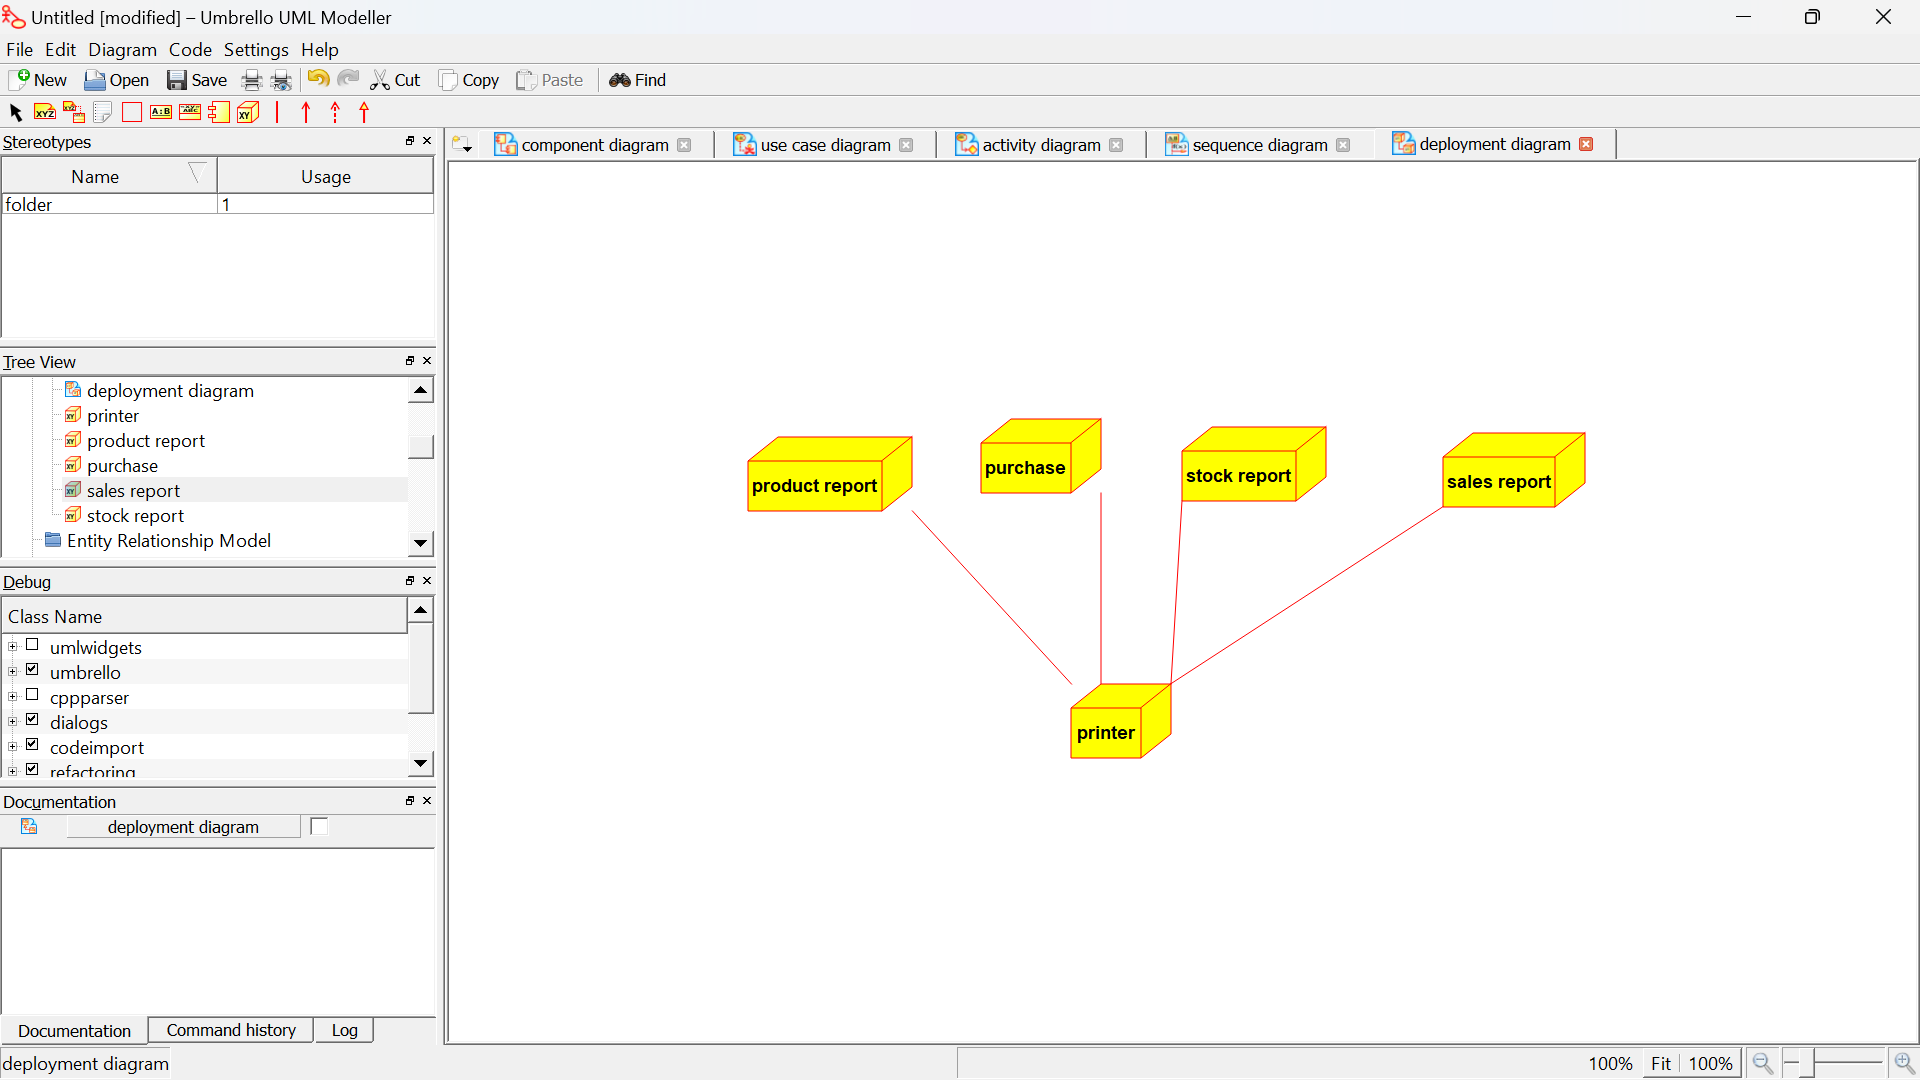 Untitled [modified] – Umbrello UML Modeller
File Edit Diagram Code Settings Help
New Open Save Cut Copy Paste Find
XYZ XYZ A:B ABC XY
Stereotypes
Name Usage
folder 1
Tree View
deployment diagram
printer
product report
purchase
sales report
stock report
Entity Relationship Model
Debug
Class Name
umlwidgets
umbrello
cppparser
dialogs
codeimport
refactoring
Documentation
deployment diagram
Documentation Command history Log
deployment diagram
component diagram use case diagram activity diagram sequence diagram deployment diagram
product report
purchase
stock report
sales report
printer
100% Fit 100%